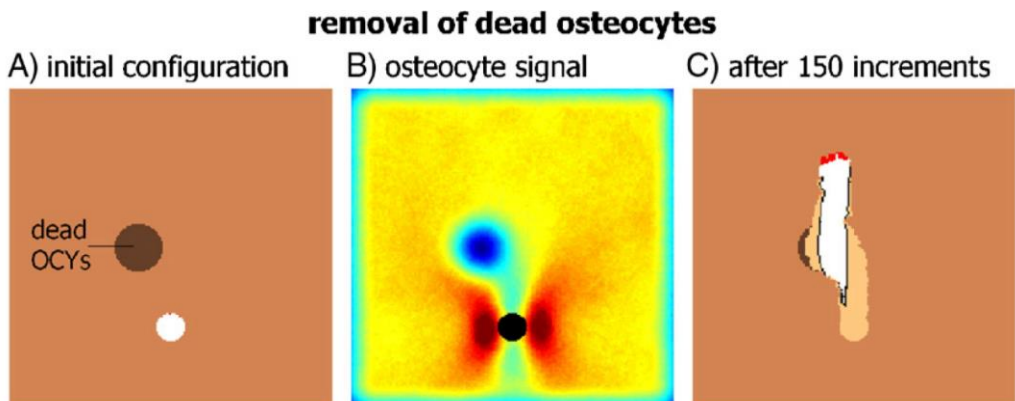 removal of dead osteocytes
A) initial configuration
B) osteocyte signal
C) after 150 increments
dead
OCYs